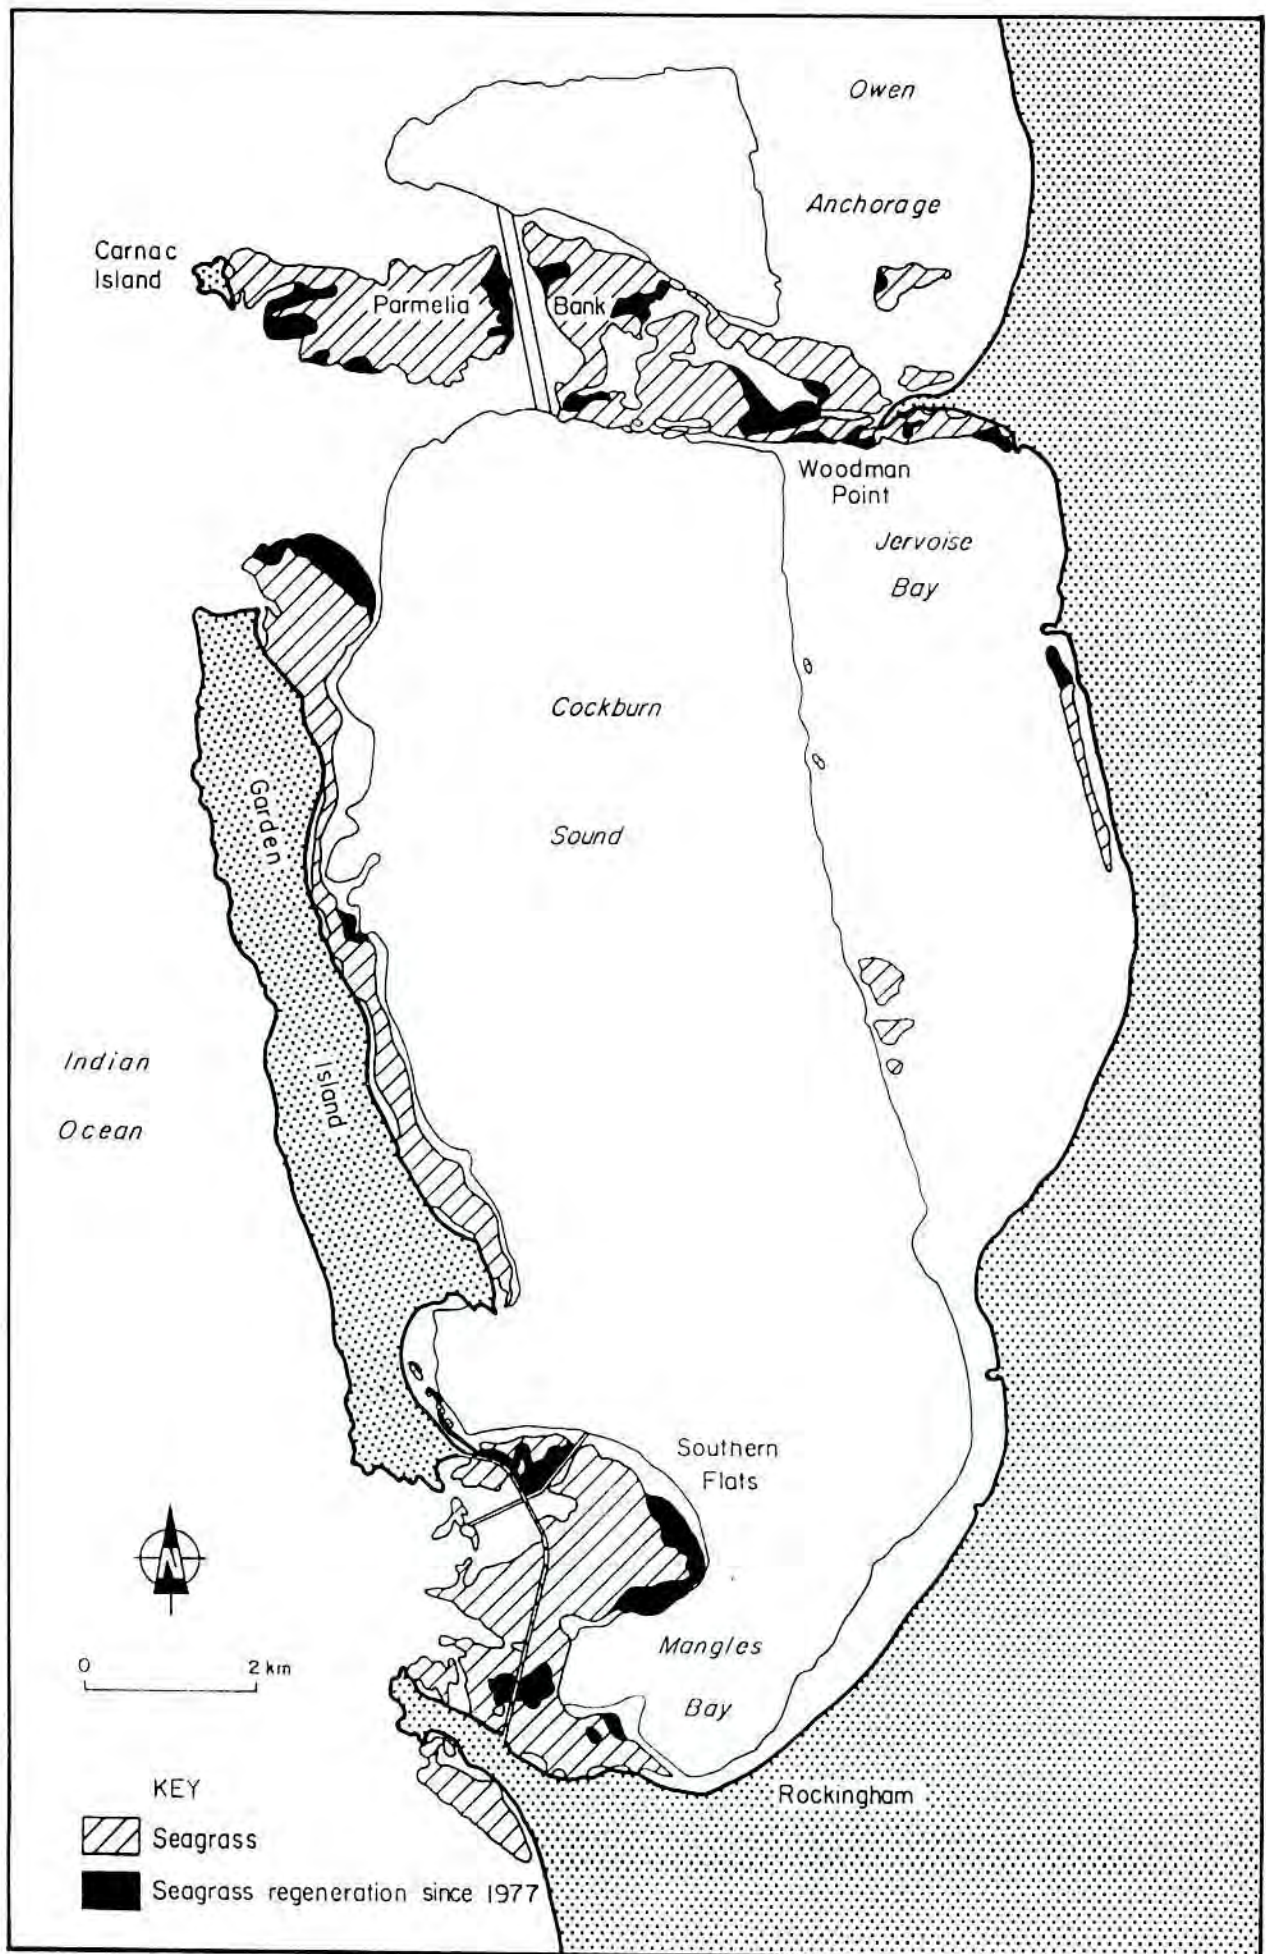 Owen
Anchorage
Carnac
Island
Parmelia
Bank
Woodman
Point
Jervoise
Bay
Cockburn
Sound
Garden
Island
Indian
Ocean
Southern
Flats
N
0 2 km
Mangles
Bay
Rockingham
KEY
Seagrass
Seagrass regeneration since 1977